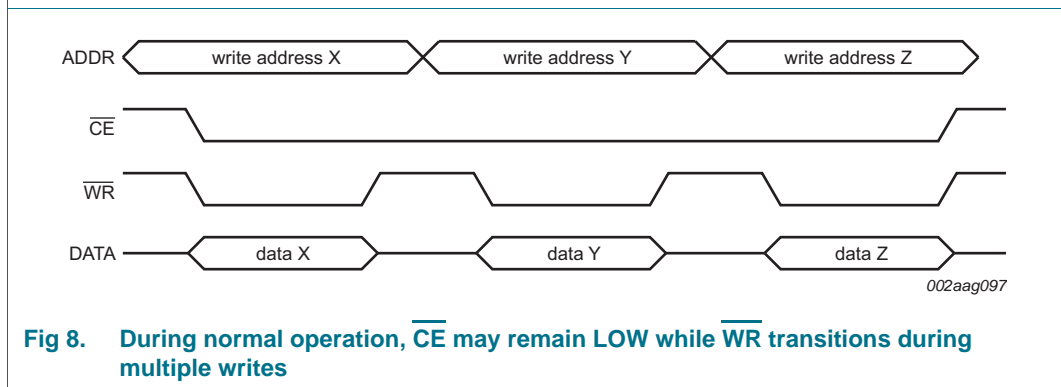 ADDR write address X write address Y write address Z
CE
WR
DATA data X data Y data Z
002aag097
Fig 8. During normal operation, CE may remain LOW while WR transitions during
multiple writes